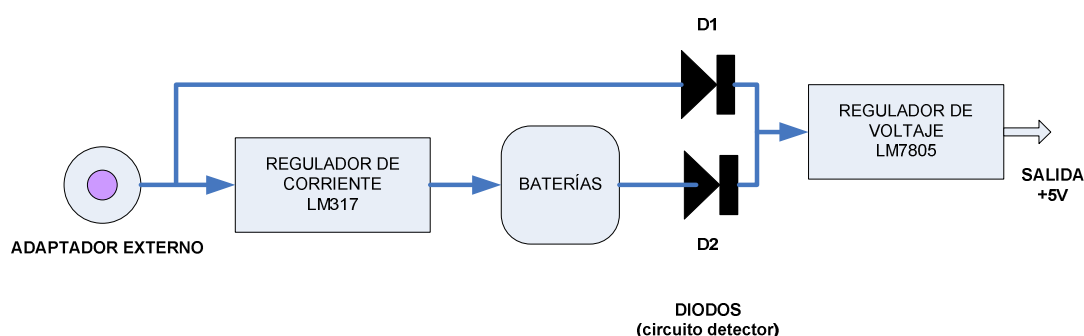 D1
REGULADOR DE
VOLTAJE
LM7805
REGULADOR DE
CORRIENTE
LM317
BATERÍAS
SALIDA
+5V
ADAPTADOR EXTERNO
D2
DIODOS
(circuito detector)